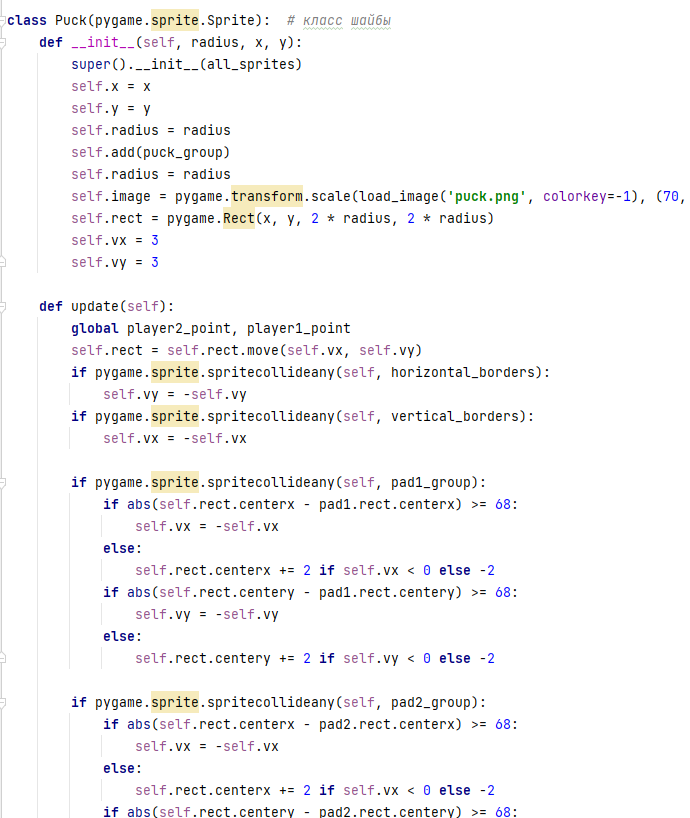 class Puck(pygame.sprite.Sprite):  # класс шайбы
    def __init__(self, radius, x, y):
        super().__init__(all_sprites)
        self.x = x
        self.y = y
        self.radius = radius
        self.add(puck_group)
        self.radius = radius
        self.image = pygame.transform.scale(load_image('puck.png', colorkey=-1), (70,
        self.rect = pygame.Rect(x, y, 2 * radius, 2 * radius)
        self.vx = 3
        self.vy = 3
    def update(self):
        global player2_point, player1_point
        self.rect = self.rect.move(self.vx, self.vy)
        if pygame.sprite.spritecollideany(self, horizontal_borders):
            self.vy = -self.vy
        if pygame.sprite.spritecollideany(self, vertical_borders):
            self.vx = -self.vx
        if pygame.sprite.spritecollideany(self, pad1_group):
            if abs(self.rect.centerx - pad1.rect.centerx) >= 68:
                self.vx = -self.vx
            else:
                self.rect.centerx += 2 if self.vx < 0 else -2
            if abs(self.rect.centery - pad1.rect.centery) >= 68:
                self.vy = -self.vy
            else:
                self.rect.centery += 2 if self.vy < 0 else -2
        if pygame.sprite.spritecollideany(self, pad2_group):
            if abs(self.rect.centerx - pad2.rect.centerx) >= 68:
                self.vx = -self.vx
            else:
                self.rect.centerx += 2 if self.vx < 0 else -2
            if abs(self.rect.centery - pad2.rect.centery) >= 68: